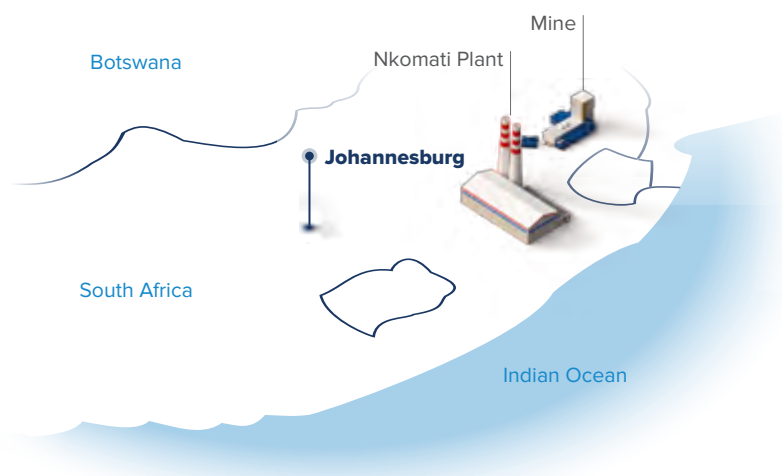 Mine
Nkomati Plant
Botswana
Johannesburg
South Africa
Indian Ocean